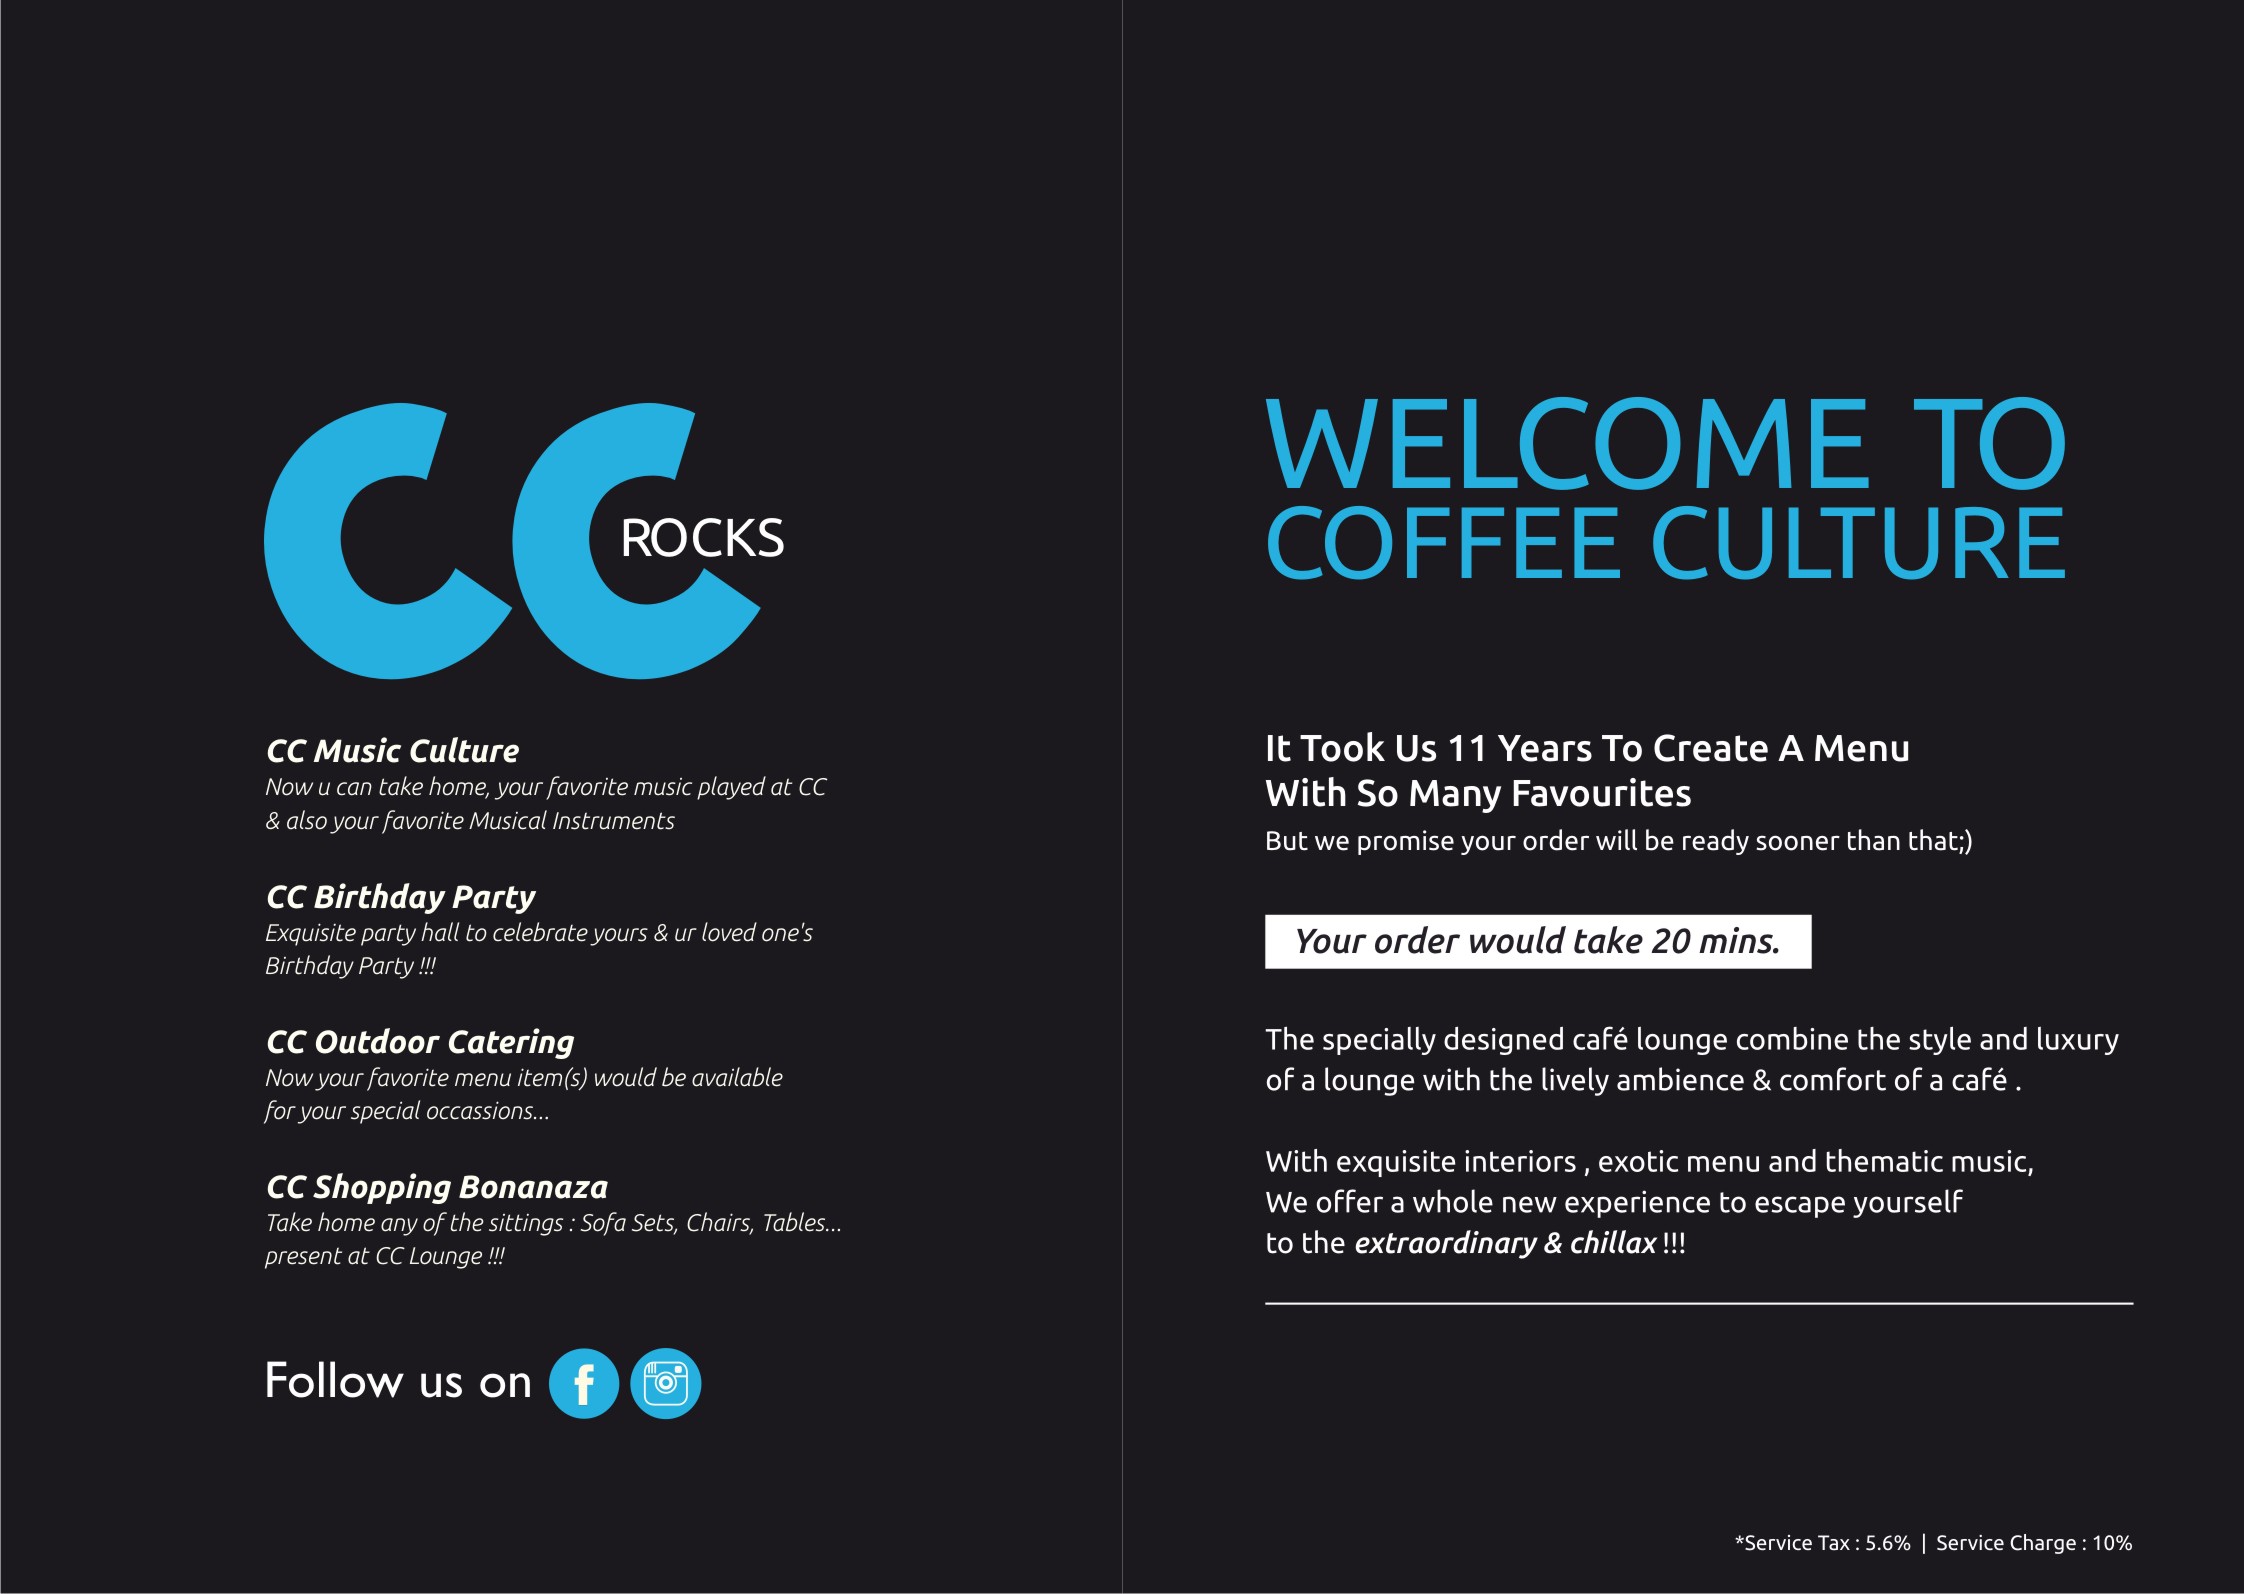 CC
ROCKS
CC Music Culture
Now u can take home, your favorite music played at CC
& also your favorite Musical Instruments
CC Birthday Party
Exquisite party hall to celebrate yours & ur loved one's
Birthday Party !!!
CC Outdoor Catering
Now your favorite menu item(s) would be available
for your special occassions...
CC Shopping Bonanaza
Take home any of the sittings : Sofa Sets, Chairs, Tables...
present at CC Lounge !!!
Follow us on
WELCOME TO
COFFEE CULTURE
It Took Us 11 Years To Create A Menu
With So Many Favourites
But we promise your order will be ready sooner than that;)
Your order would take 20 mins.
The specially designed café lounge combine the style and luxury
of a lounge with the lively ambience & comfort of a café .
With exquisite interiors , exotic menu and thematic music,
We offer a whole new experience to escape yourself
to the extraordinary & chillax !!!
*Service Tax : 5.6% | Service Charge : 10%